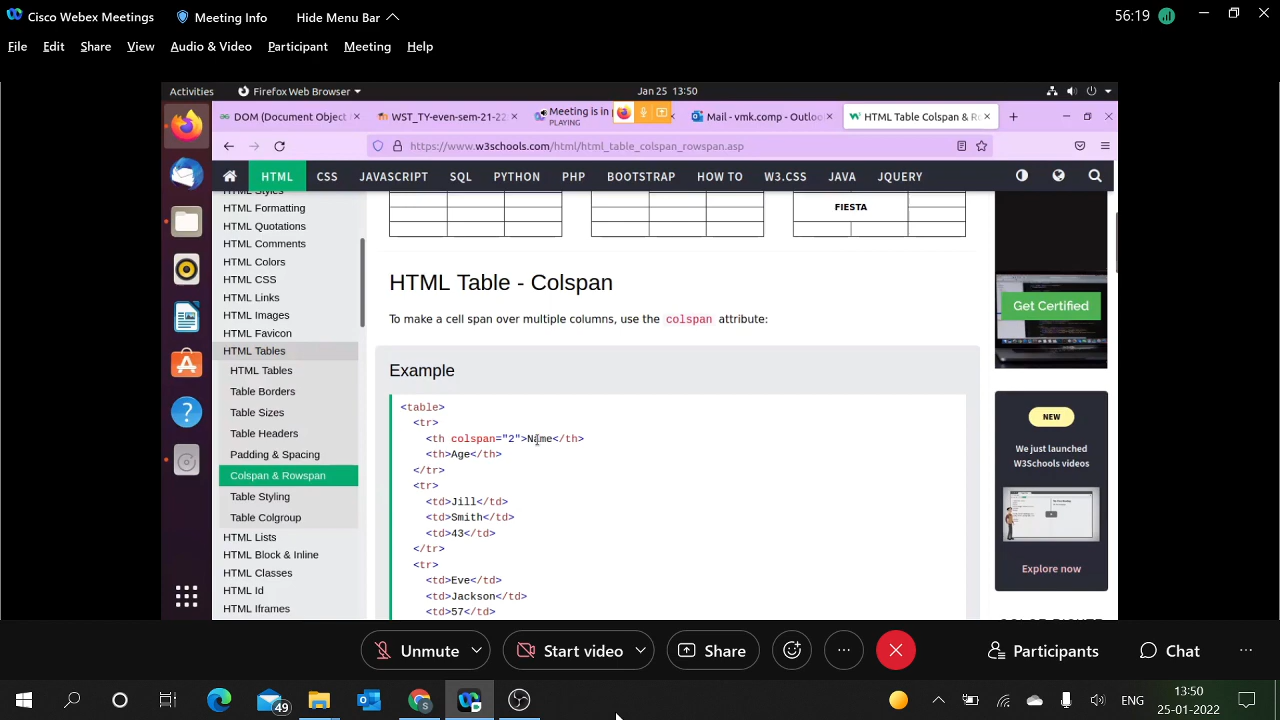 Cisco Webex Meetings
Meeting Info
Hide Menu Bar
56:19
File Edit Share View Audio & Video Participant Meeting Help
Activities
Firefox Web Browser
Jan 25 13:50
DOM (Document Object
WST_TY-even-sem-21-22
Meeting is in
PLAYING
Mail - vmk.comp - Outloo
HTML Table Colspan & R
https://www.w3schools.com/html/html_table_colspan_rowspan.asp
HTML CSS JAVASCRIPT SQL PYTHON PHP BOOTSTRAP HOW TO W3.CSS JAVA JQUERY
HTML Styles
HTML Formatting
HTML Quotations
HTML Comments
HTML Colors
HTML CSS
HTML Links
HTML Images
HTML Favicon
HTML Tables
HTML Tables
Table Borders
Table Sizes
Table Headers
Padding & Spacing
Colspan & Rowspan
Table Styling
Table Colgroup
HTML Lists
HTML Block & Inline
HTML Classes
HTML Id
HTML Iframes
FIESTA
HTML Table - Colspan
To make a cell span over multiple columns, use the colspan attribute:
Example
<table>
<tr>
<th colspan="2">Name</th>
<th>Age</th>
</tr>
<tr>
<td>Jill</td>
<td>Smith</td>
<td>43</td>
</tr>
<tr>
<td>Eve</td>
<td>Jackson</td>
<td>57</td>
Get Certified
NEW
We just launched
W3Schools videos
Explore now
Unmute
Start video
Share
Participants
Chat
49
ENG
13:50
25-01-2022